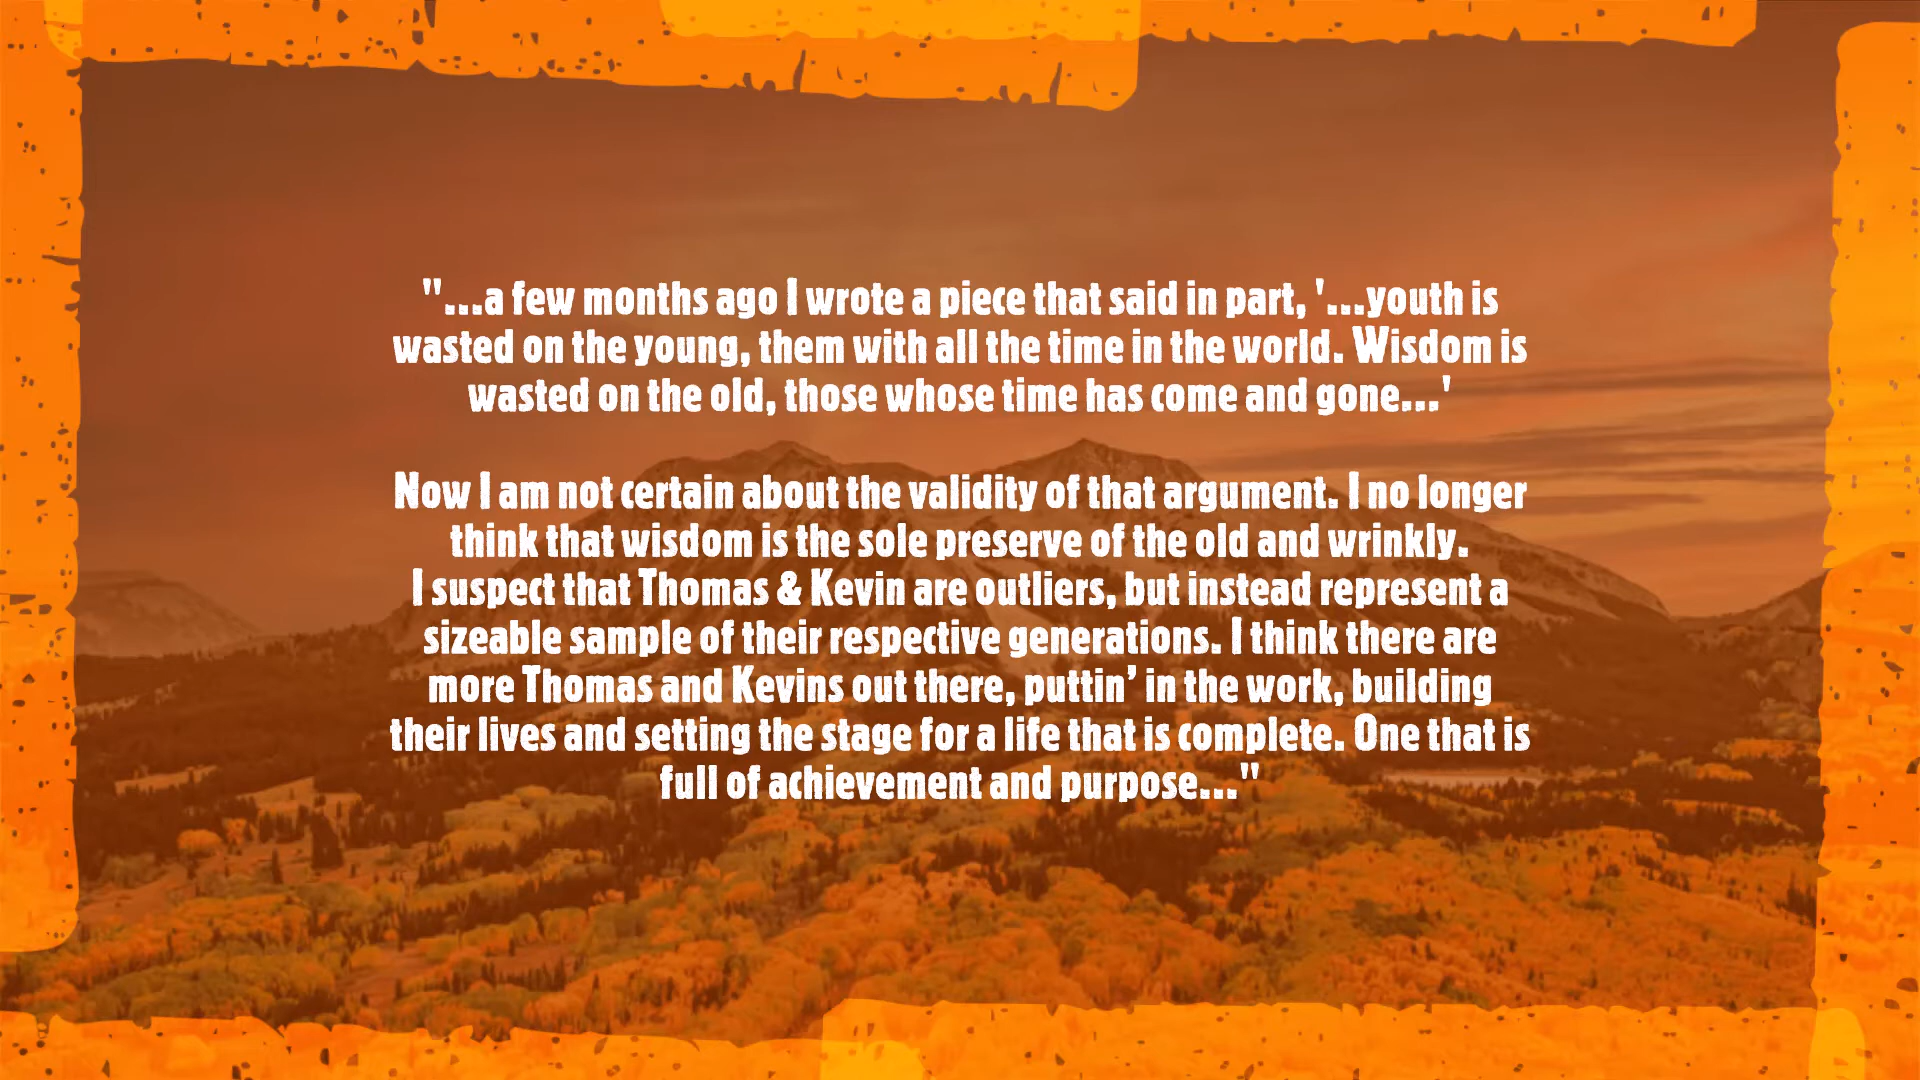 "...a few months ago I wrote a piece that said in part, '...youth is
wasted on the young, them with all the time in the world. Wisdom is
wasted on the old, those whose time has come and gone...'
Now I am not certain about the validity of that argument. I no longer
think that wisdom is the sole preserve of the old and wrinkly.
I suspect that Thomas & Kevin are outliers, but instead represent a
sizeable sample of their respective generations. I think there are
more Thomas and Kevins out there, puttin’ in the work, building
their lives and setting the stage for a life that is complete. One that is
full of achievement and purpose..."